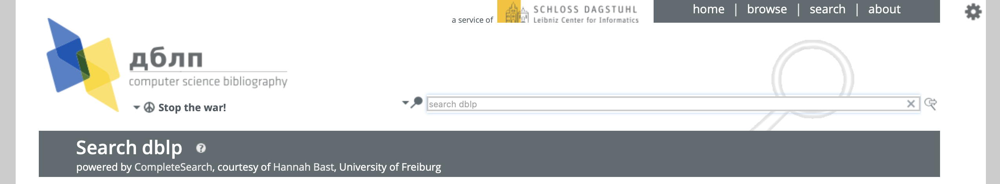 a service of
SCHLOSS DAGSTUHL
Leibniz Center for Informatics
home | browse | search | about
дблп
computer science bibliography
Stop the war!
search dblp
Search dblp
powered by CompleteSearch, courtesy of Hannah Bast, University of Freiburg